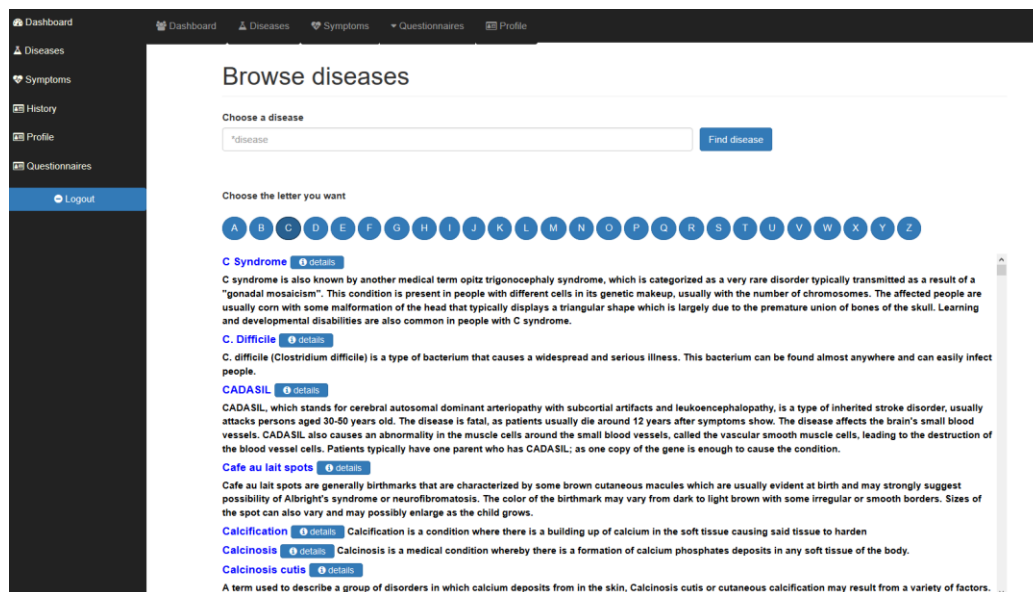 Dashboard
Diseases
Symptoms
History
Profile
Questionnaires
Logout
Dashboard Diseases Symptoms Questionnaires Profile
Browse diseases
Choose a disease
*disease Find disease
Choose the letter you want
A B C D E F G H I J K L M N O P Q R S T U V W X Y Z
C Syndrome details
C syndrome is also known by another medical term opitz trigonocephaly syndrome, which is categorized as a very rare disorder typically transmitted as a result of a
"gonadal mosaicism". This condition is present in people with different cells in its genetic makeup, usually with the number of chromosomes. The affected people are
usually corn with some malformation of the head that typically displays a triangular shape which is largely due to the premature union of bones of the skull. Learning
and developmental disabilities are also common in people with C syndrome.
C. Difficile details
C. difficile (Clostridium difficile) is a type of bacterium that causes a widespread and serious illness. This bacterium can be found almost anywhere and can easily infect
people.
CADASIL details
CADASIL, which stands for cerebral autosomal dominant arteriopathy with subcortial artifacts and leukoencephalopathy, is a type of inherited stroke disorder, usually
attacks persons aged 30-50 years old. The disease is fatal, as patients usually die around 12 years after symptoms show. The disease affects the brain's small blood
vessels. CADASIL also causes an abnormality in the muscle cells around the small blood vessels, called the vascular smooth muscle cells, leading to the destruction of
the blood vessel cells. Patients typically have one parent who has CADASIL; as one copy of the gene is enough to cause the condition.
Cafe au lait spots details
Cafe au lait spots are generally birthmarks that are characterized by some brown cutaneous macules which are usually evident at birth and may strongly suggest
possibility of Albright's syndrome or neurofibromatosis. The color of the birthmark may vary from dark to light brown with some irregular or smooth borders. Sizes of
the spot can also vary and may possibly enlarge as the child grows.
Calcification details Calcification is a condition where there is a building up of calcium in the soft tissue causing said tissue to harden
Calcinosis details Calcinosis is a medical condition whereby there is a formation of calcium phosphates deposits in any soft tissue of the body.
Calcinosis cutis details
A term used to describe a group of disorders in which calcium deposits from in the skin, Calcinosis cutis or cutaneous calcification may result from a variety of factors.